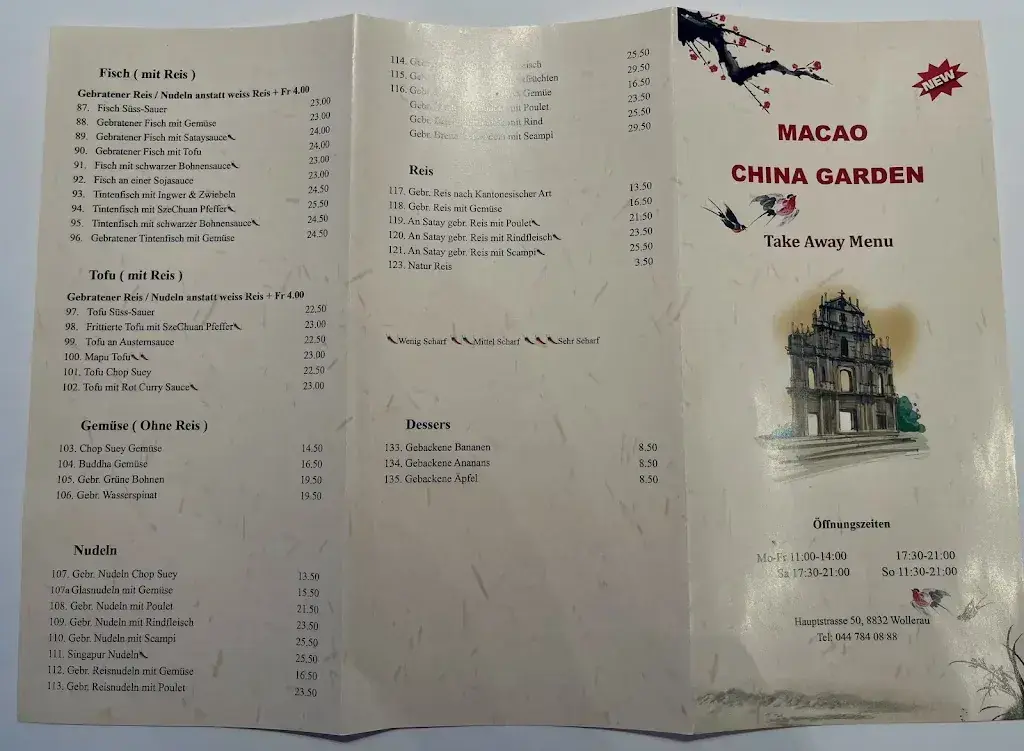 Fisch ( mit Reis )
Gebratener Reis / Nudeln anstatt weiss Reis + Fr 4.00
87. Fisch Süss-Sauer 23.00
88. Gebratener Fisch mit Gemüse 23.00
89. Gebratener Fisch mit Sataysauce 24.00
90. Gebratener Fisch mit Tofu 24.00
91. Fisch mit schwarzer Bohnensauce 23.00
92. Fisch an einer Sojasauce 23.00
93. Tintenfisch mit Ingwer & Zwiebeln 24.50
94. Tintenfisch mit SzeChuan Pfeffer 25.50
95. Tintenfisch mit schwarzer Bohnensauce 24.50
96. Gebratener Tintenfisch mit Gemüse 24.50
Tofu ( mit Reis )
Gebratener Reis / Nudeln anstatt weiss Reis + Fr 4.00
97. Tofu Süss-Sauer 22.50
98. Frittierte Tofu mit SzeChuan Pfeffer 23.00
99. Tofu an Austernsauce 22.50
100. Mapu Tofu 23.00
101. Tofu Chop Suey 22.50
102. Tofu mit Rot Curry Sauce 23.00
Gemüse ( Ohne Reis )
103. Chop Suey Gemüse 14.50
104. Buddha Gemüse 16.50
105. Gebr. Grüne Bohnen 19.50
106. Gebr. Wasserspinat 19.50
Nudeln
107. Gebr. Nudeln Chop Suey 13.50
107a Glasnudeln mit Gemüse 15.50
108. Gebr. Nudeln mit Poulet 21.50
109. Gebr. Nudeln mit Rindfleisch 23.50
110. Gebr. Nudeln mit Scampi 25.50
111. Singapur Nudeln 25.50
112. Gebr. Reisnudeln mit Gemüse 16.50
113. Gebr. Reisnudeln mit Poulet 23.50
114. 25.50
115. 29.50
116. Gebr. 16.50
Gebr. mit Poulet 23.50
Gebr. mit Rind 25.50
Gebr. mit Scampi 29.50
Reis
117. Gebr. Reis nach Kantonesischer Art 13.50
118. Gebr. Reis mit Gemüse 16.50
119. An Satay gebr. Reis mit Poulet 21.50
120. An Satay gebr. Reis mit Rindfleisch 23.50
121. An Satay gebr. Reis mit Scampi 25.50
123. Natur Reis 3.50
Wenig Scharf Mittel Scharf Sehr Scharf
Dessers
133. Gebackene Bananen 8.50
134. Gebackene Ananans 8.50
135. Gebackene Äpfel 8.50
NEW
MACAO
CHINA GARDEN
Take Away Menu
Öffnungszeiten
Mo-Fr 11:00-14:00 17:30-21:00
Sa 17:30-21:00 So 11:30-21:00
Hauptstrasse 50, 8832 Wollerau
Tel: 044 784 08 88